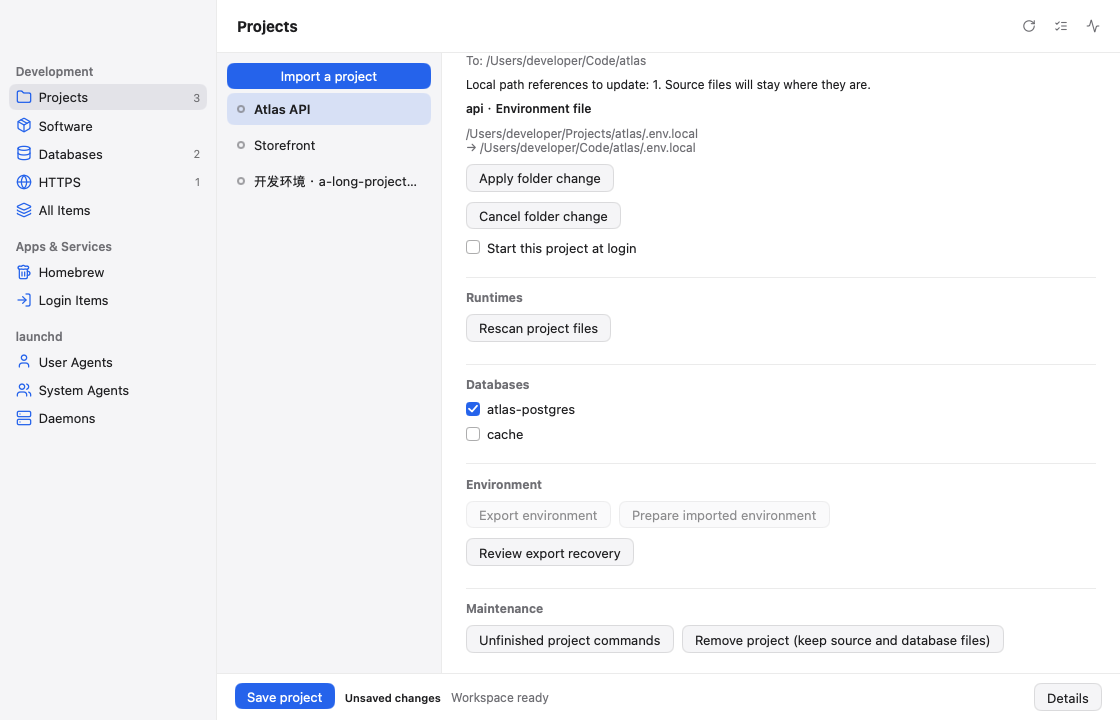 Projects
Development
Projects 3
Software
Databases 2
HTTPS 1
All Items
Apps & Services
Homebrew
Login Items
launchd
User Agents
System Agents
Daemons
Import a project
Atlas API
Storefront
开发环境 · a-long-project...
To: /Users/developer/Code/atlas
Local path references to update: 1. Source files will stay where they are.
api · Environment file
/Users/developer/Projects/atlas/.env.local
→ /Users/developer/Code/atlas/.env.local
Apply folder change
Cancel folder change
Start this project at login
Runtimes
Rescan project files
Databases
atlas-postgres
cache
Environment
Export environment Prepare imported environment
Review export recovery
Maintenance
Unfinished project commands Remove project (keep source and database files)
Save project Unsaved changes Workspace ready Details